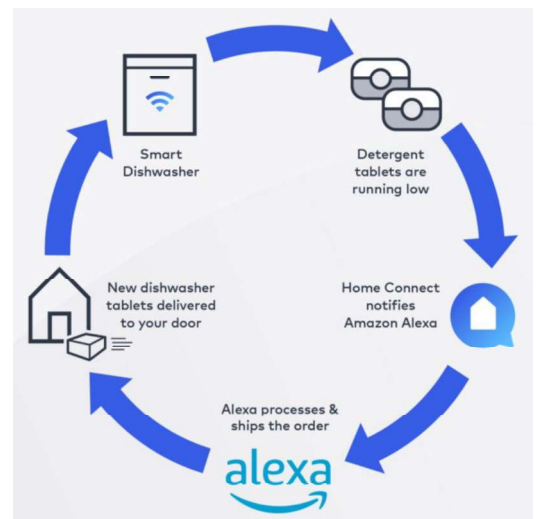 Smart
Dishwasher
Detergent
tablets are
running low
Home Connect
notifies
Amazon Alexa
Alexa processes &
ships the order
alexa
New dishwasher
tablets delivered
to your door